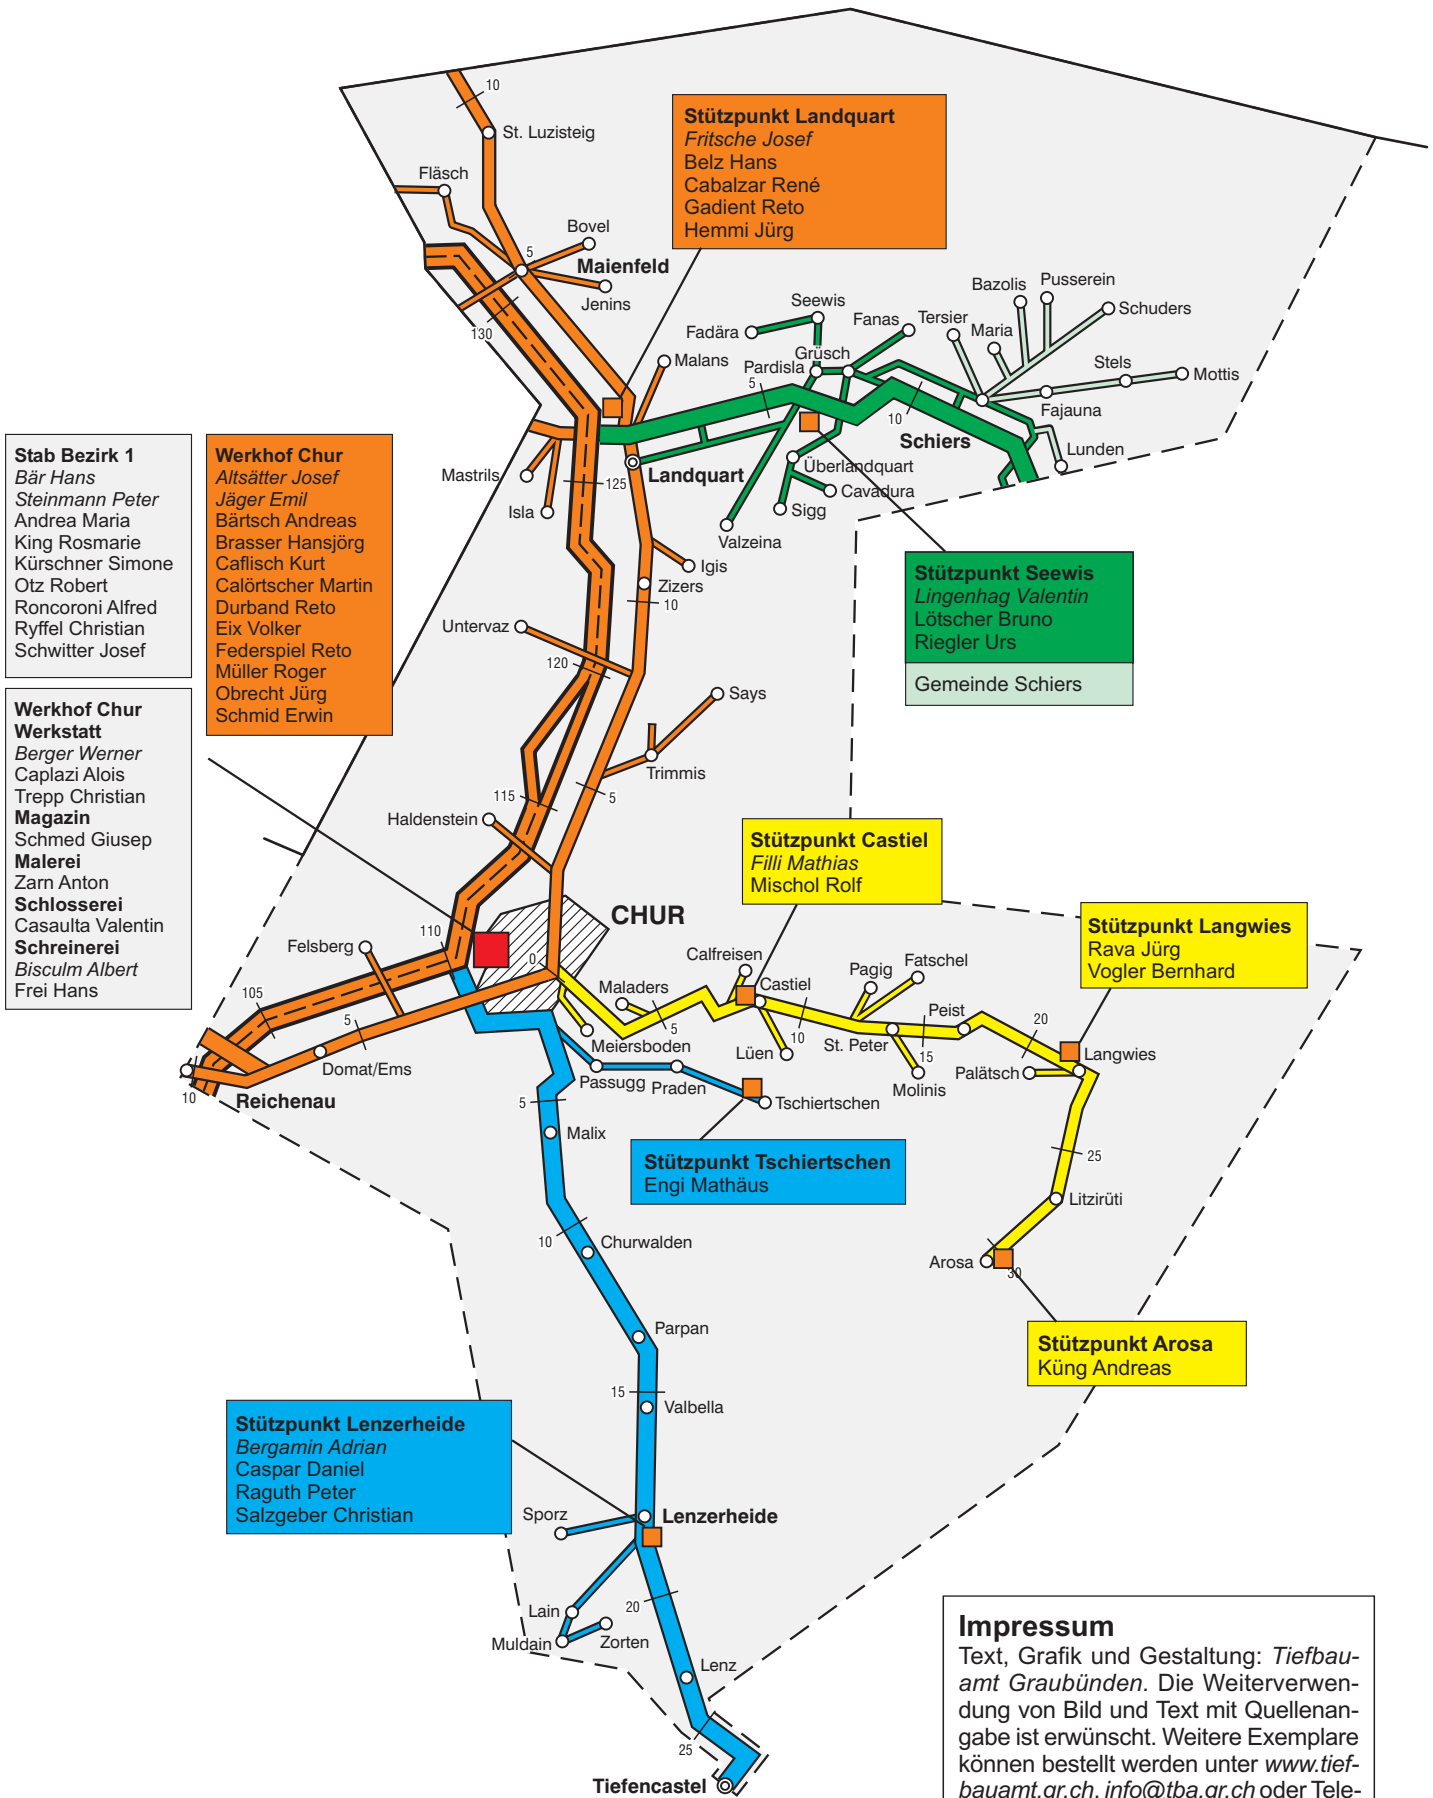 10
St. Luzisteig
Stützpunkt Landquart
Fritsche Josef
Belz Hans
Cabalzar René
Gadient Reto
Hemmi Jürg
Fläsch
Bovel
5
Maienfeld
Jenins
130
Seewis
Fadära
Fanas
Tersier
Bazolis
Pusserein
Maria
Schuders
Malans
Pardisla
Grüsch
5
Stels
Mottis
Fajauna
10
Schiers
Lunden
Landquart
Überlandquart
Cavadura
Sigg
Valzeina
Mastrils
125
Isla
Igis
Zizers
10
Untervaz
120
Says
Trimmis
115
5
Haldenstein
Stab Bezirk 1
Bär Hans
Steinmann Peter
Andrea Maria
King Rosmarie
Kürschner Simone
Otz Robert
Roncoroni Alfred
Ryffel Christian
Schwitter Josef
Werkhof Chur
Altsätter Josef
Jäger Emil
Bärtsch Andreas
Brasser Hansjörg
Caflisch Kurt
Calörtscher Martin
Durband Reto
Eix Volker
Federspiel Reto
Müller Roger
Obrecht Jürg
Schmid Erwin
Werkhof Chur
Werkstatt
Berger Werner
Caplazi Alois
Trepp Christian
Magazin
Schmed Giusep
Malerei
Zarn Anton
Schlosserei
Casaulta Valentin
Schreinerei
Bisculm Albert
Frei Hans
Stützpunkt Seewis
Lingenhag Valentin
Lötscher Bruno
Riegler Urs
Gemeinde Schiers
Stützpunkt Castiel
Filli Mathias
Mischol Rolf
Stützpunkt Langwies
Rava Jürg
Vogler Bernhard
CHUR
110
0
Felsberg
105
5
Domat/Ems
10
Reichenau
Maladers
5
Meiersboden
Calfreisen
Castiel
10
Lüen
Pagig
Fatschel
St. Peter
Peist
15
Molinis
20
Langwies
Palätsch
25
Litzirüti
Arosa
30
Passugg
Praden
Tschiertschen
Stützpunkt Tschiertschen
Engi Mathäus
5
Malix
10
Churwalden
Parpan
15
Valbella
Stützpunkt Arosa
Küng Andreas
Stützpunkt Lenzerheide
Bergamin Adrian
Caspar Daniel
Raguth Peter
Salzgeber Christian
Sporz
Lenzerheide
20
Lain
Muldain
Zorten
Lenz
25
Tiefencastel
Impressum
Text, Grafik und Gestaltung: Tiefbau-
amt Graubünden. Die Weiterverwen-
dung von Bild und Text mit Quellenan-
gabe ist erwünscht. Weitere Exemplare
können bestellt werden unter www.tief-
bauamt.gr.ch, info@tba.gr.ch oder Tele-